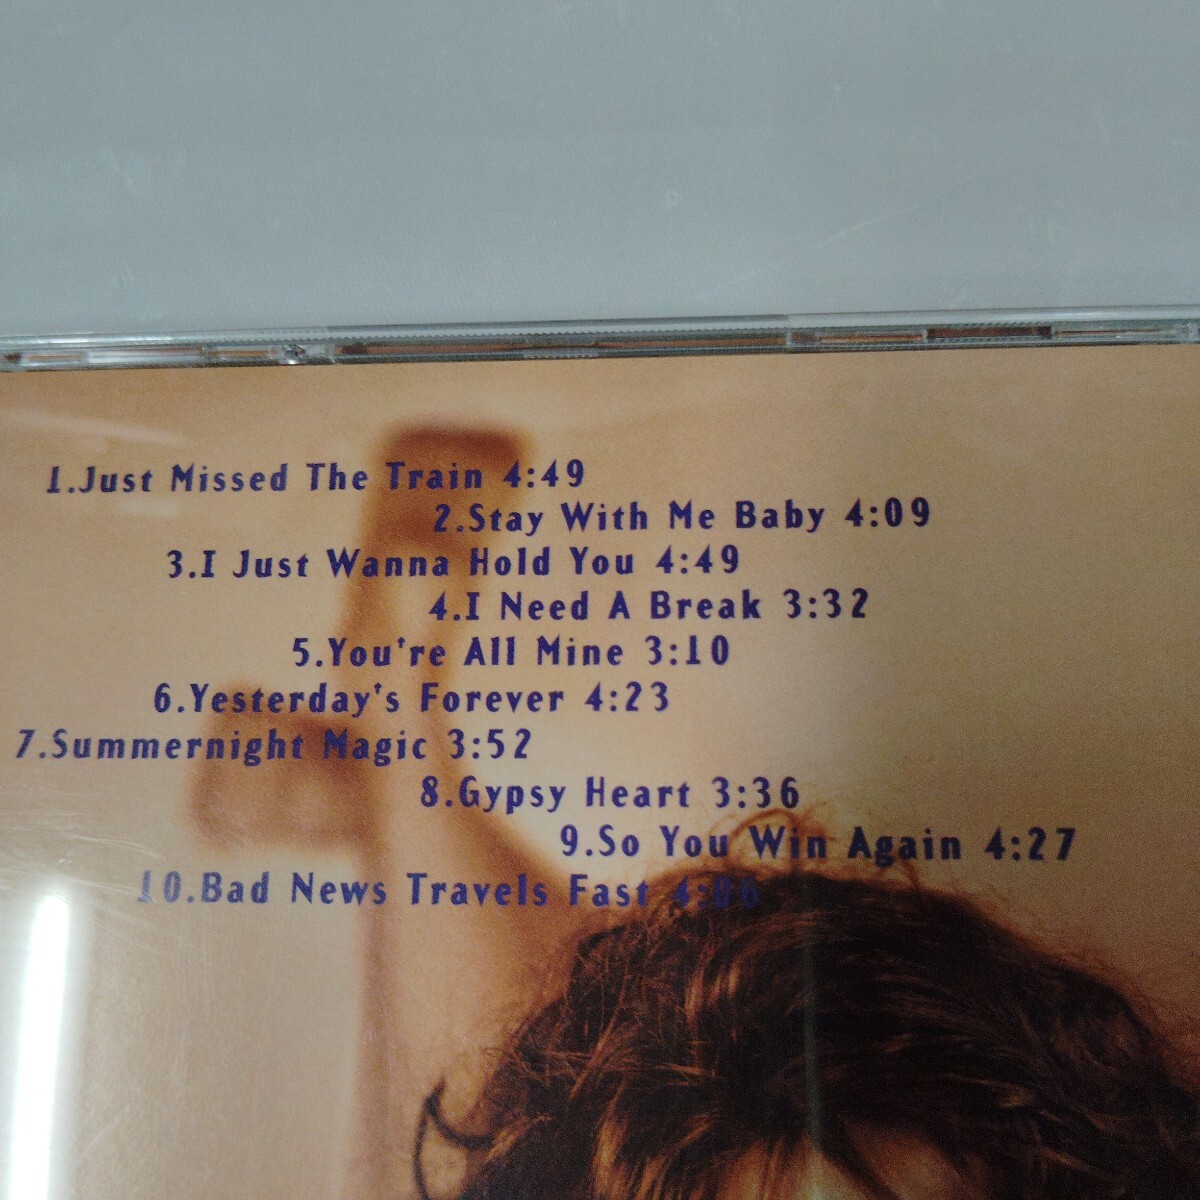 1.Just Missed The Train 4:49
2.Stay With Me Baby 4:09
3.I Just Wanna Hold You 4:49
4.I Need A Break 3:32
5.You're All Mine 3:10
6.Yesterday's Forever 4:23
7.Summernight Magic 3:52
8.Gypsy Heart 3:36
9.So You Win Again 4:27
10.Bad News Travels Fast